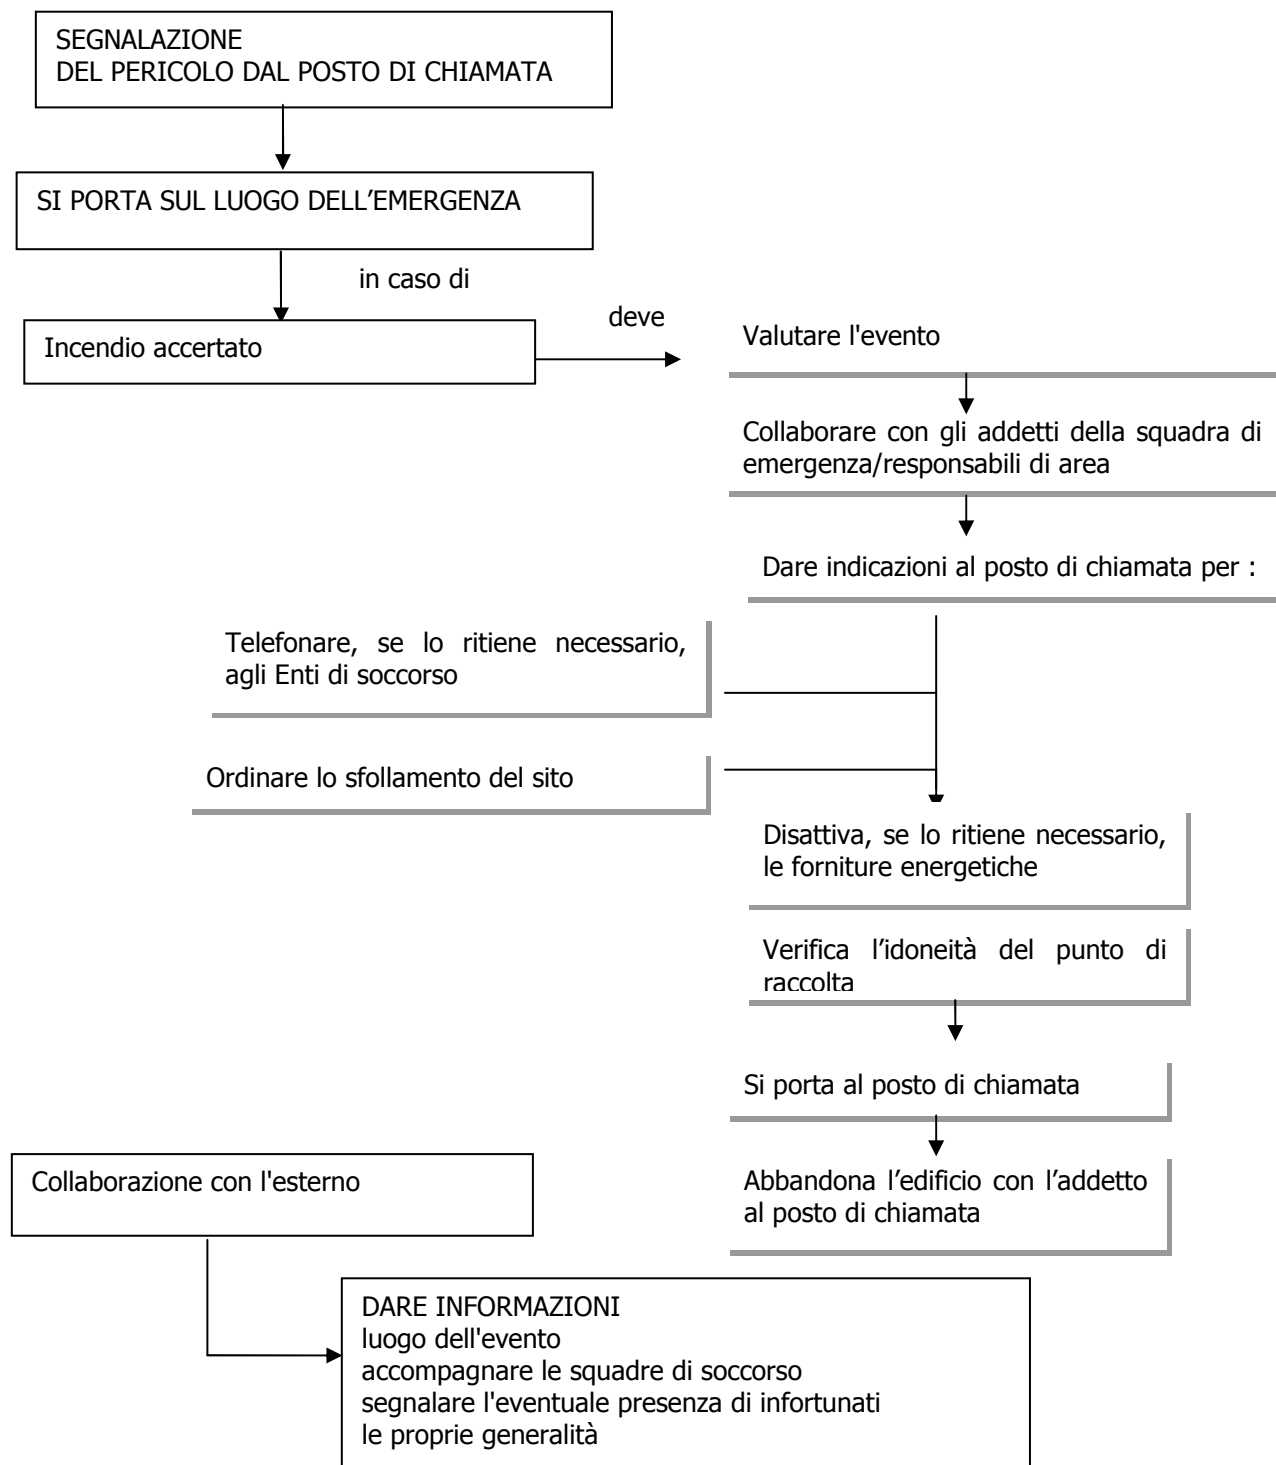 SEGNALAZIONE
DEL PERICOLO DAL POSTO DI CHIAMATA
SI PORTA SUL LUOGO DELL’EMERGENZA
in caso di
Incendio accertato
deve
Valutare l'evento
Collaborare con gli addetti della squadra di
emergenza/responsabili di area
Dare indicazioni al posto di chiamata per :
Telefonare, se lo ritiene necessario,
agli Enti di soccorso
Ordinare lo sfollamento del sito
Disattiva, se lo ritiene necessario,
le forniture energetiche
Verifica l’idoneità del punto di
raccolta
Si porta al posto di chiamata
Abbandona l’edificio con l’addetto
al posto di chiamata
Collaborazione con l'esterno
DARE INFORMAZIONI
luogo dell'evento
accompagnare le squadre di soccorso
segnalare l'eventuale presenza di infortunati
le proprie generalità